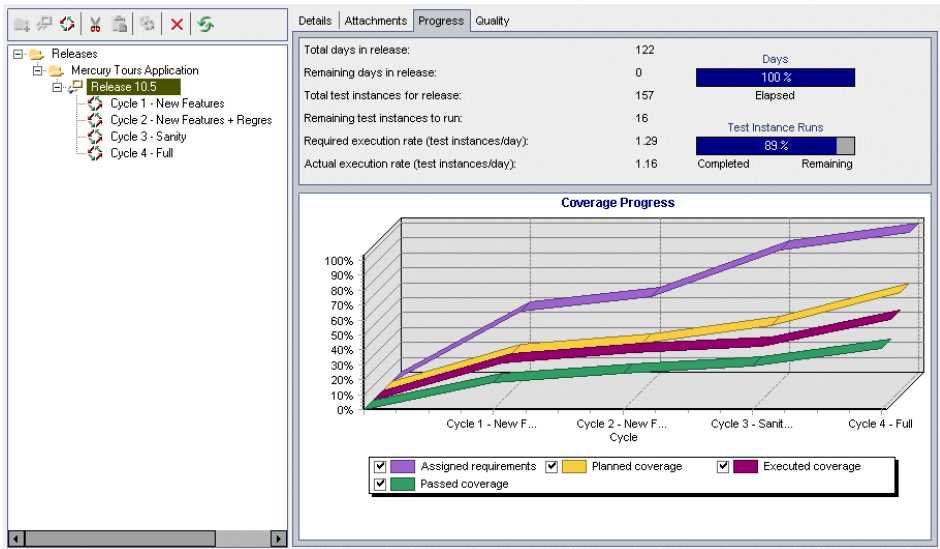 Details Attachments Progress Quality
Releases
Mercury Tours Application
Release 10.5
Cycle 1 - New Features
Cycle 2 - New Features + Regres
Cycle 3 - Sanity
Cycle 4 - Full
Total days in release: 122
Remaining days in release: 0
Total test instances for release: 157
Remaining test instances to run: 16
Required execution rate (test instances/day): 1.29
Actual execution rate (test instances/day): 1.16
Days
100 %
Elapsed
Test Instance Runs
89 %
Completed Remaining
Coverage Progress
100%
90%
80%
70%
60%
50%
40%
30%
20%
10%
0%
Cycle 1 - New F... Cycle 2 - New F... Cycle 3 - Sanit... Cycle 4 - Full
Cycle
Assigned requirements Planned coverage Executed coverage
Passed coverage